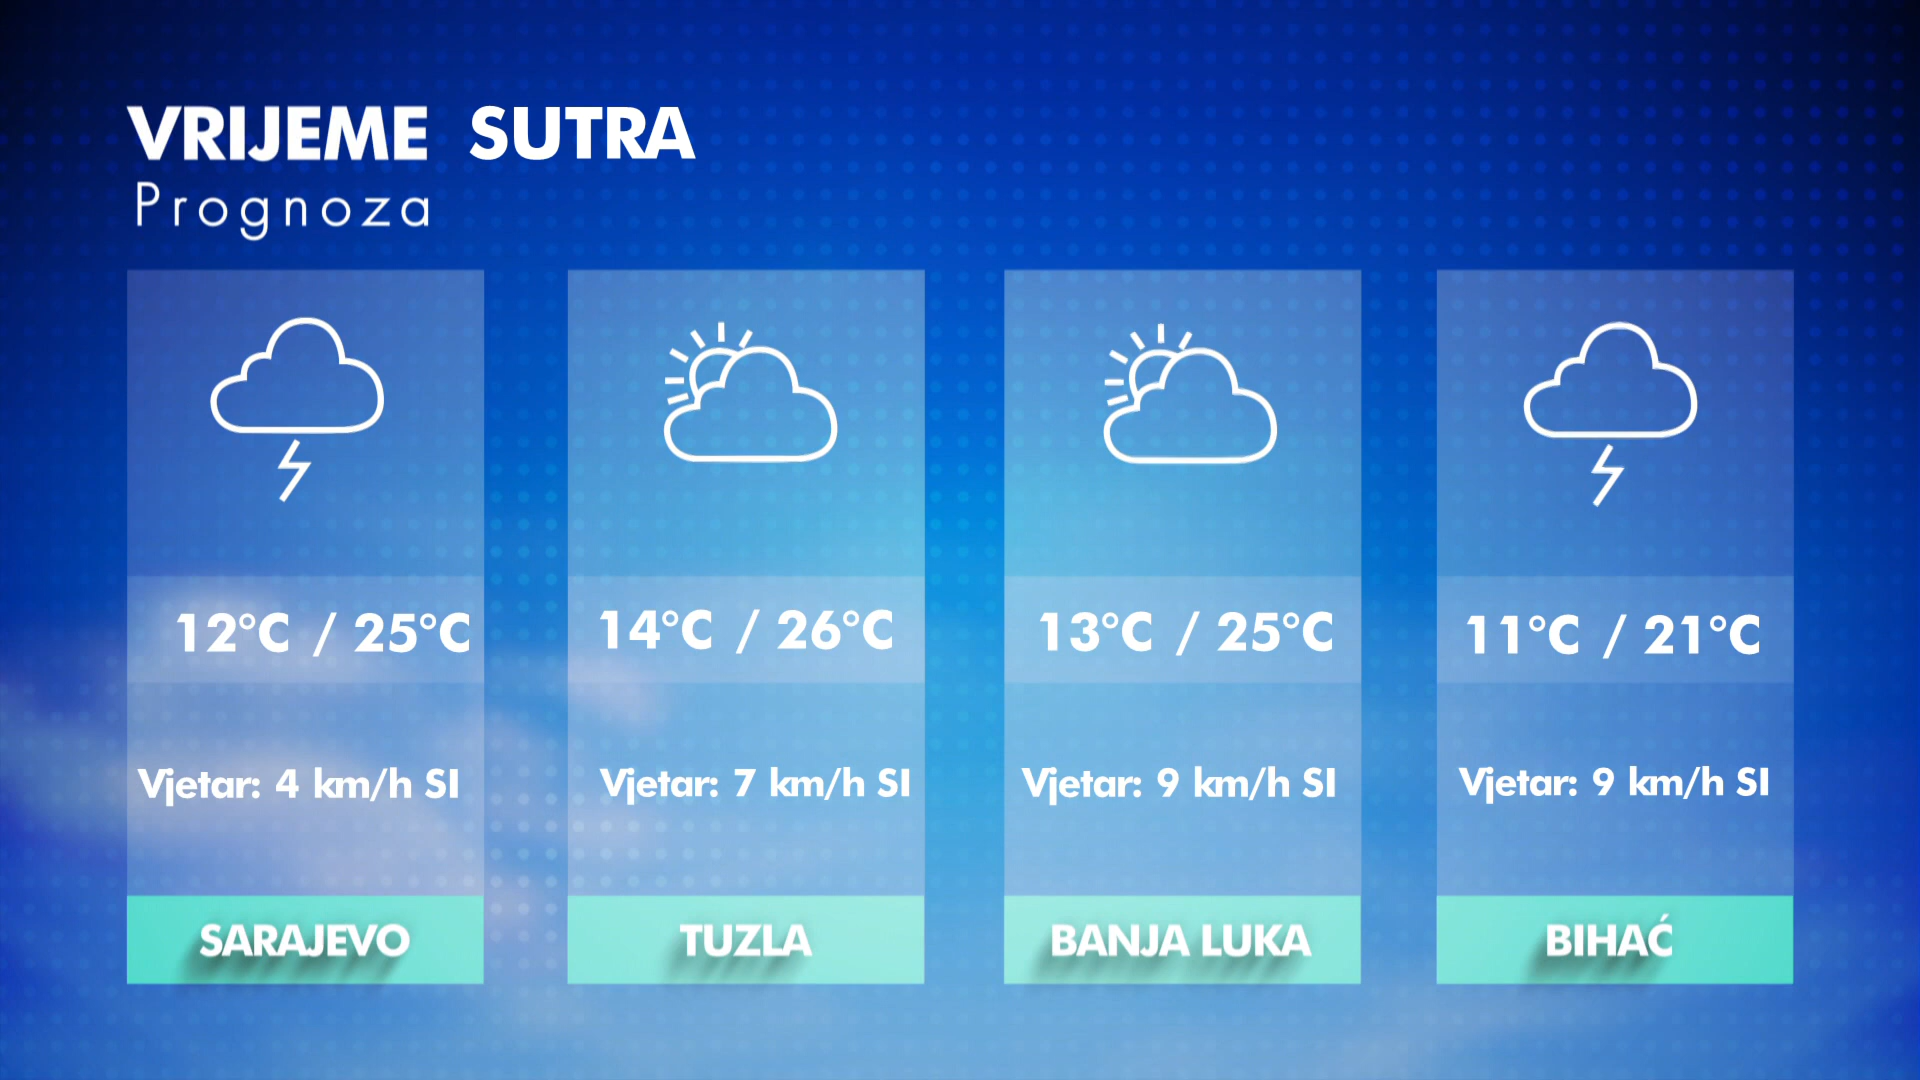 VRIJEME SUTRA
Prognoza
12°C / 25°C
Vjetar: 4 km/h SI
SARAJEVO
14°C / 26°C
Vjetar: 7 km/h SI
TUZLA
13°C / 25°C
Vjetar: 9 km/h SI
BANJA LUKA
11°C / 21°C
Vjetar: 9 km/h SI
BIHAĆ